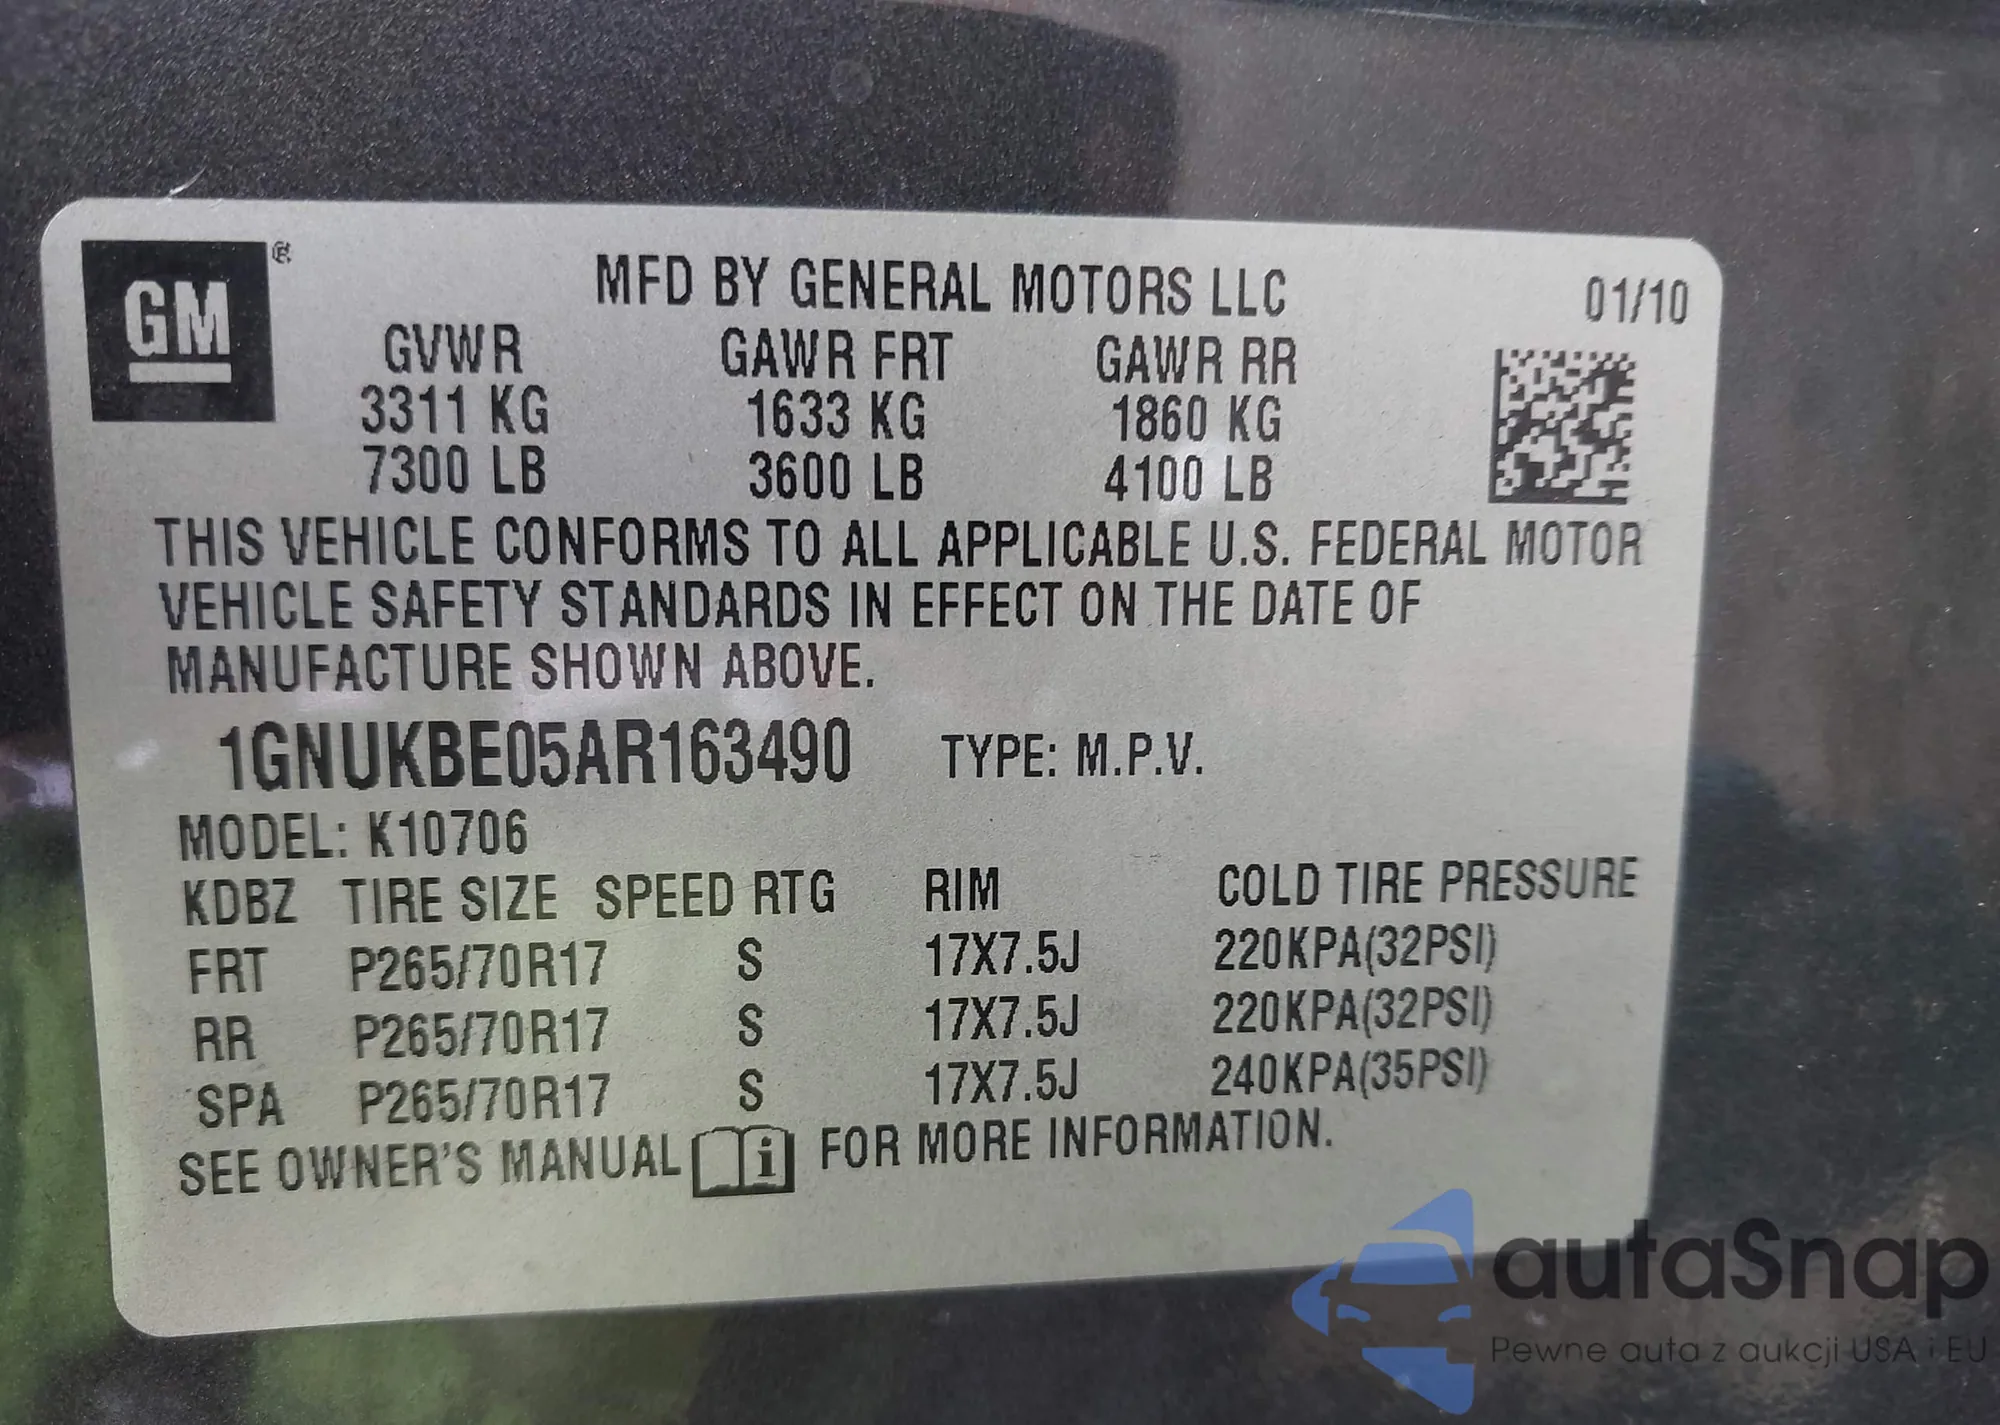 GM ®
MFD BY GENERAL MOTORS LLC 01/10
GVWR GAWR FRT GAWR RR
3311 KG 1633 KG 1860 KG
7300 LB 3600 LB 4100 LB
THIS VEHICLE CONFORMS TO ALL APPLICABLE U.S. FEDERAL MOTOR
VEHICLE SAFETY STANDARDS IN EFFECT ON THE DATE OF
MANUFACTURE SHOWN ABOVE.
1GNUKBE05AR163490 TYPE: M.P.V.
MODEL: K10706
KDBZ TIRE SIZE SPEED RTG RIM COLD TIRE PRESSURE
FRT P265/70R17 S 17X7.5J 220KPA(32PSI)
RR P265/70R17 S 17X7.5J 220KPA(32PSI)
SPA P265/70R17 S 17X7.5J 240KPA(35PSI)
SEE OWNER'S MANUAL i FOR MORE INFORMATION.
autaSnap
Pewne auta z aukcji USA i EU